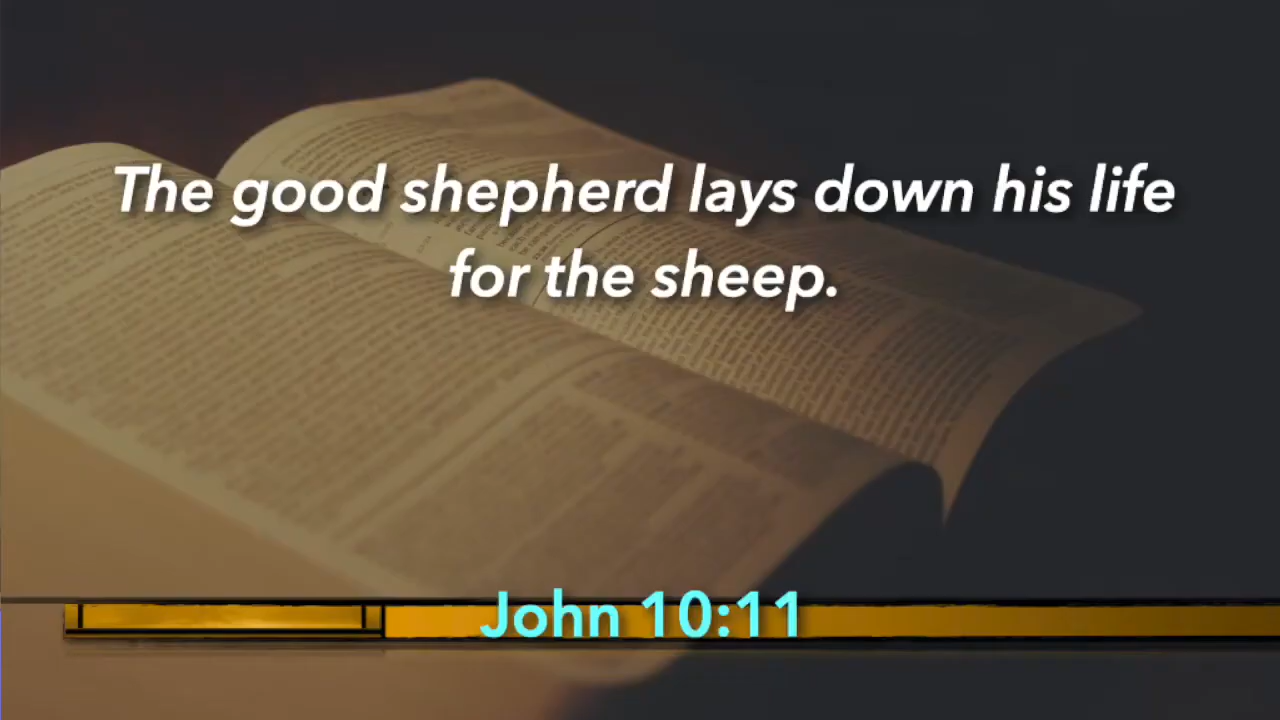 The good shepherd lays down his life
for the sheep.
John 10:11